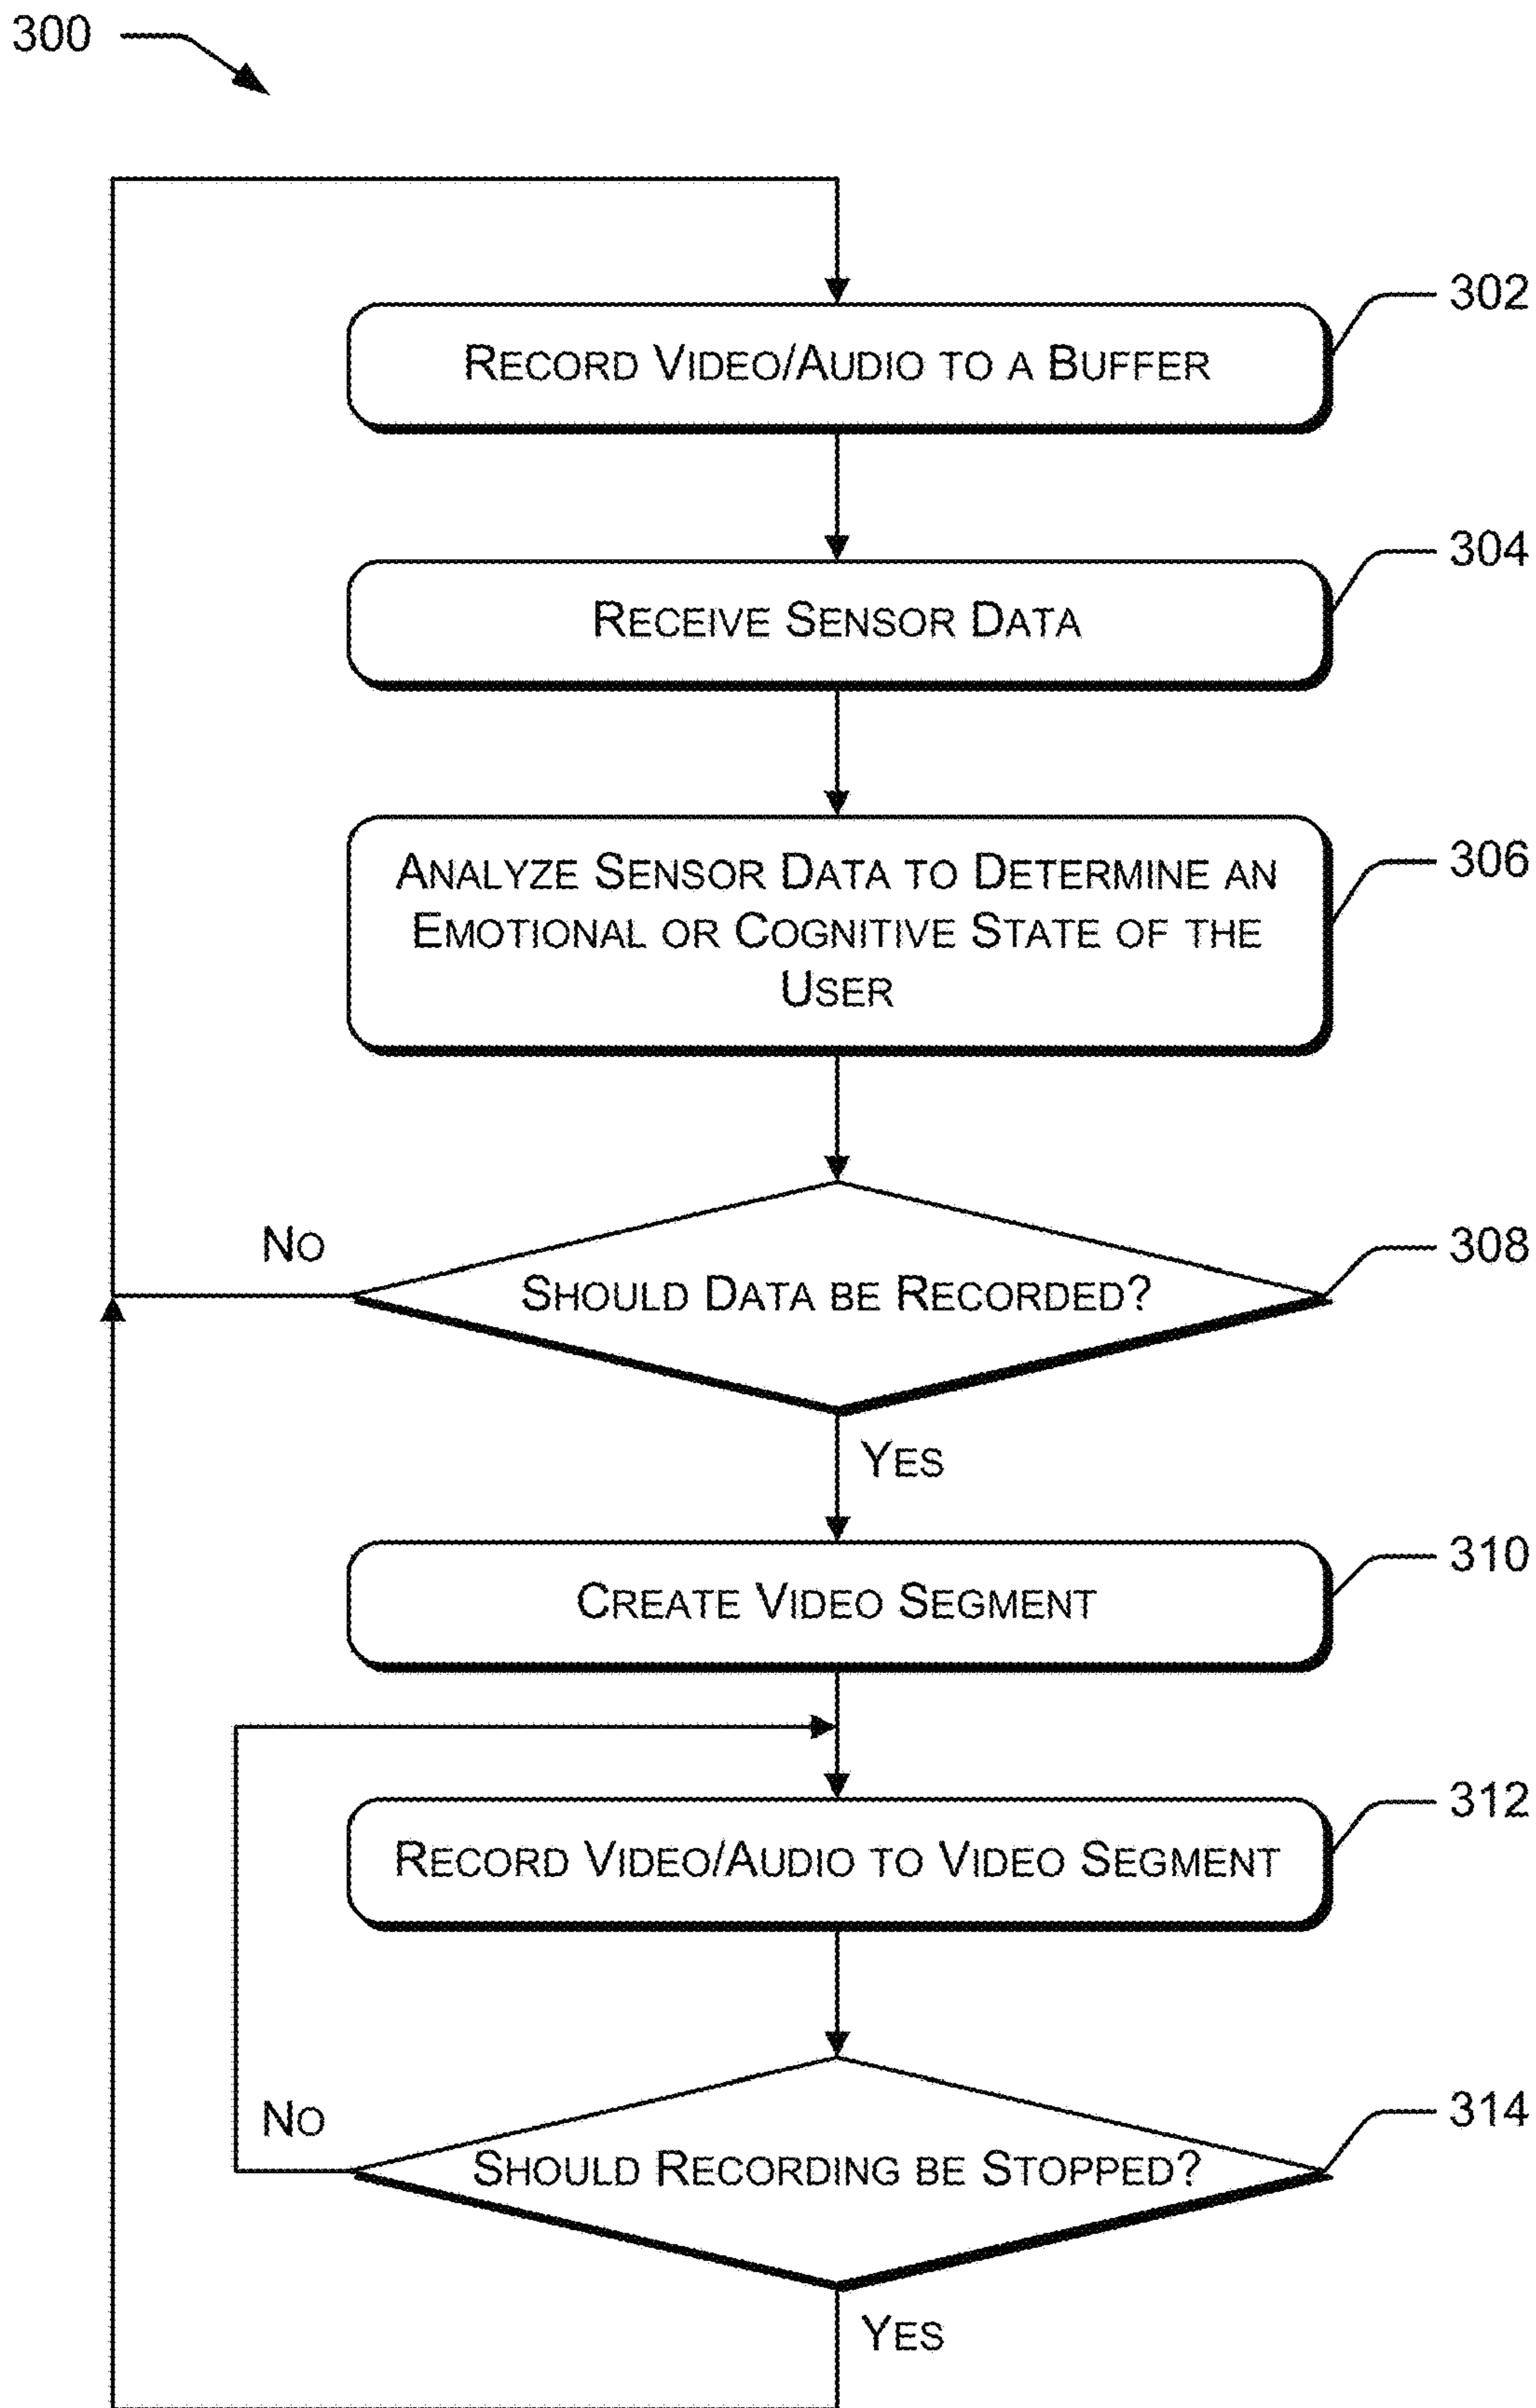 300
RECORD VIDEO/AUDIO TO A BUFFER
302
RECEIVE SENSOR DATA
304
ANALYZE SENSOR DATA TO DETERMINE AN
EMOTIONAL OR COGNITIVE STATE OF THE
USER
306
NO
SHOULD DATA BE RECORDED?
308
YES
CREATE VIDEO SEGMENT
310
RECORD VIDEO/AUDIO TO VIDEO SEGMENT
312
NO
SHOULD RECORDING BE STOPPED?
314
YES